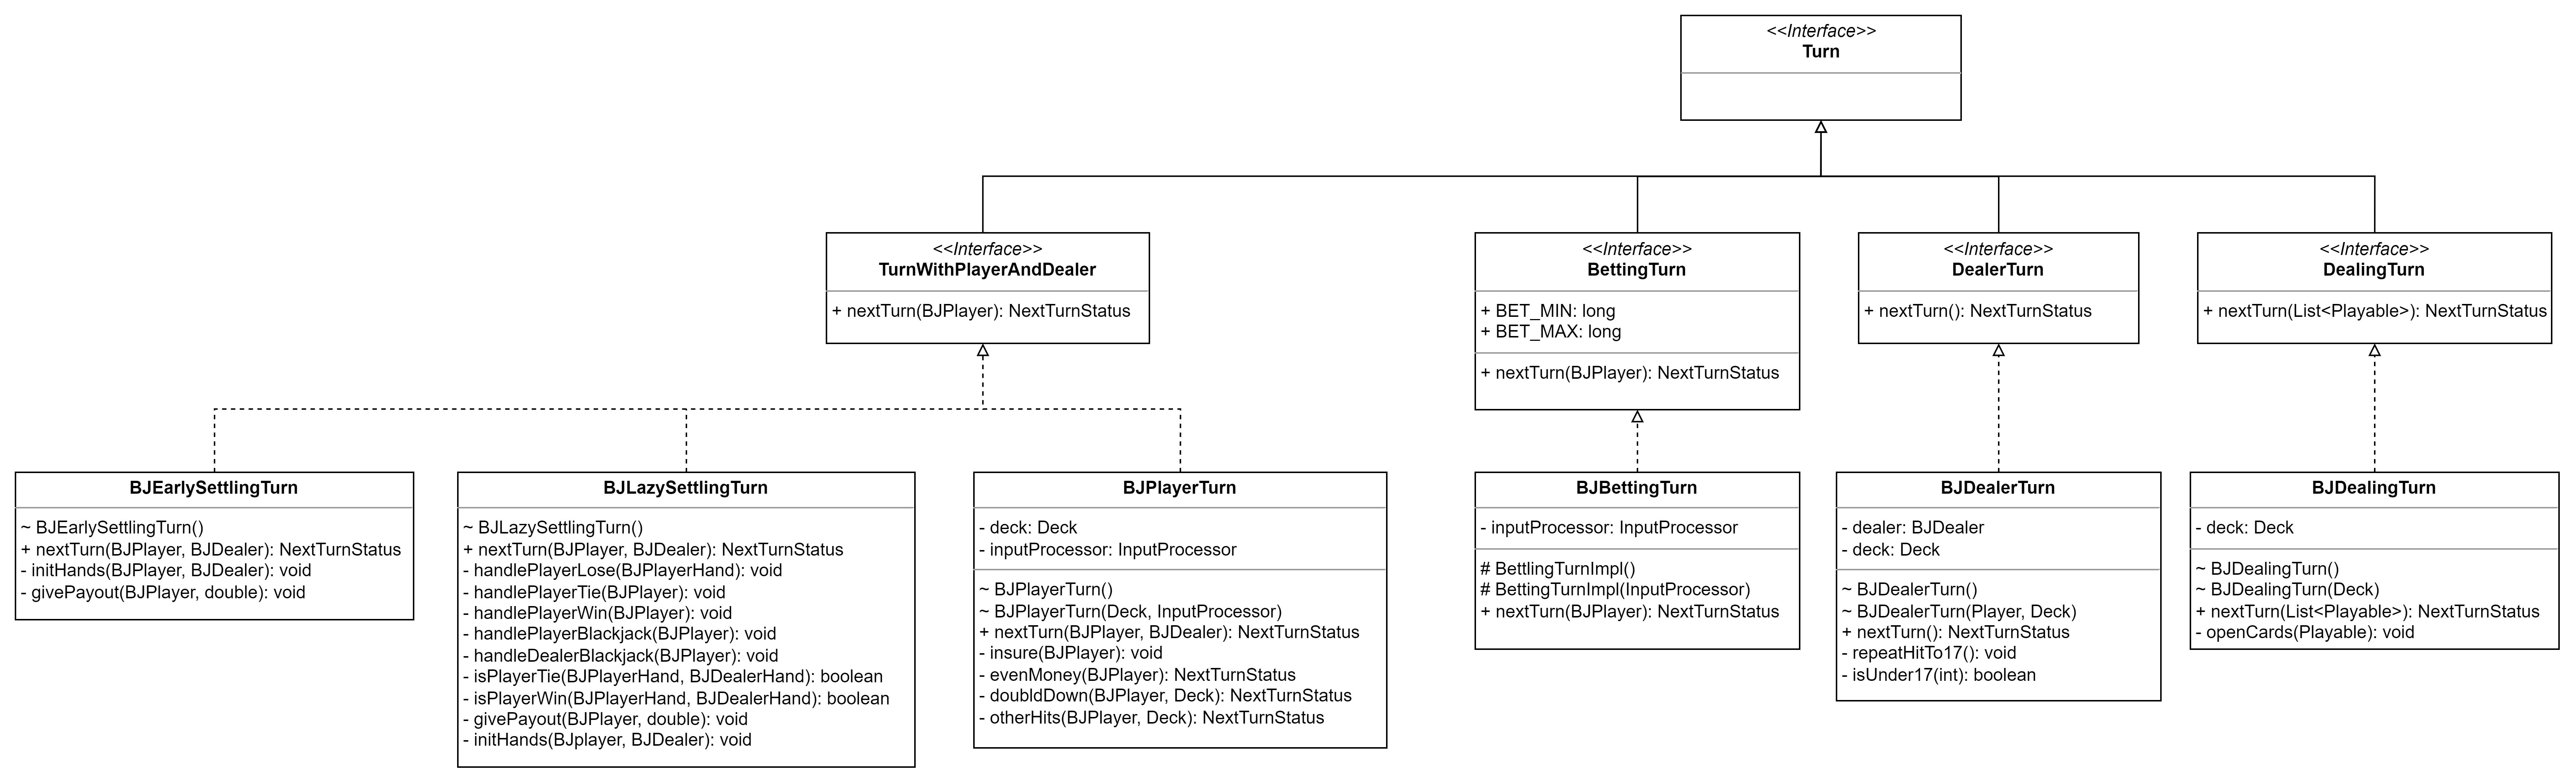 <<Interface>>
Turn
<<Interface>>
TurnWithPlayerAndDealer
+ nextTurn(BJPlayer): NextTurnStatus
<<Interface>>
BettingTurn
+ BET_MIN: long
+ BET_MAX: long
+ nextTurn(BJPlayer): NextTurnStatus
<<Interface>>
DealerTurn
+ nextTurn(): NextTurnStatus
<<Interface>>
DealingTurn
+ nextTurn(List<Playable>): NextTurnStatus
BJEarlySettlingTurn
~ BJEarlySettlingTurn()
+ nextTurn(BJPlayer, BJDealer): NextTurnStatus
- initHands(BJPlayer, BJDealer): void
- givePayout(BJPlayer, double): void
BJLazySettlingTurn
~ BJLazySettlingTurn()
+ nextTurn(BJPlayer, BJDealer): NextTurnStatus
- handlePlayerLose(BJPlayerHand): void
- handlePlayerTie(BJPlayer): void
- handlePlayerWin(BJPlayer): void
- handlePlayerBlackjack(BJPlayer): void
- handleDealerBlackjack(BJPlayer): void
- isPlayerTie(BJPlayerHand, BJDealerHand): boolean
- isPlayerWin(BJPlayerHand, BJDealerHand): boolean
- givePayout(BJPlayer, double): void
- initHands(BJplayer, BJDealer): void
BJPlayerTurn
- deck: Deck
- inputProcessor: InputProcessor
~ BJPlayerTurn()
~ BJPlayerTurn(Deck, InputProcessor)
+ nextTurn(BJPlayer, BJDealer): NextTurnStatus
- insure(BJPlayer): void
- evenMoney(BJPlayer): NextTurnStatus
- doubldDown(BJPlayer, Deck): NextTurnStatus
- otherHits(BJPlayer, Deck): NextTurnStatus
BJBettingTurn
- inputProcessor: InputProcessor
# BettlingTurnImpl()
# BettingTurnImpl(InputProcessor)
+ nextTurn(BJPlayer): NextTurnStatus
BJDealerTurn
- dealer: BJDealer
- deck: Deck
~ BJDealerTurn()
~ BJDealerTurn(Player, Deck)
+ nextTurn(): NextTurnStatus
- repeatHitTo17(): void
- isUnder17(int): boolean
BJDealingTurn
- deck: Deck
~ BJDealingTurn()
~ BJDealingTurn(Deck)
+ nextTurn(List<Playable>): NextTurnStatus
- openCards(Playable): void